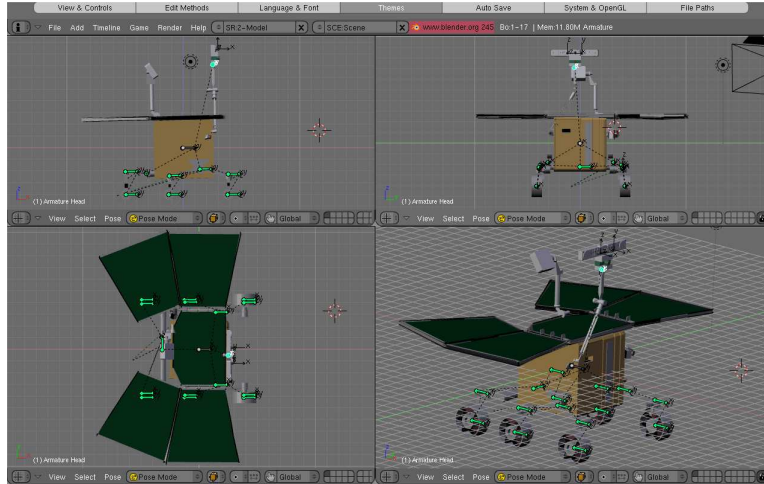 View & Controls Edit Methods Language & Font Themes Auto Save System & OpenGL File Paths
File Add Timeline Game Render Help SR:2-Model X SCE:Scene X www.blender.org 245 Bo:1-17 | Mem:11.80M Armature
(1) Armature Head
(1) Armature Head
View Select Pose Pose Mode Global
View Select Pose Pose Mode Global
(1) Armature Head
(1) Armature Head
View Select Pose Pose Mode Global
View Select Pose Pose Mode Global